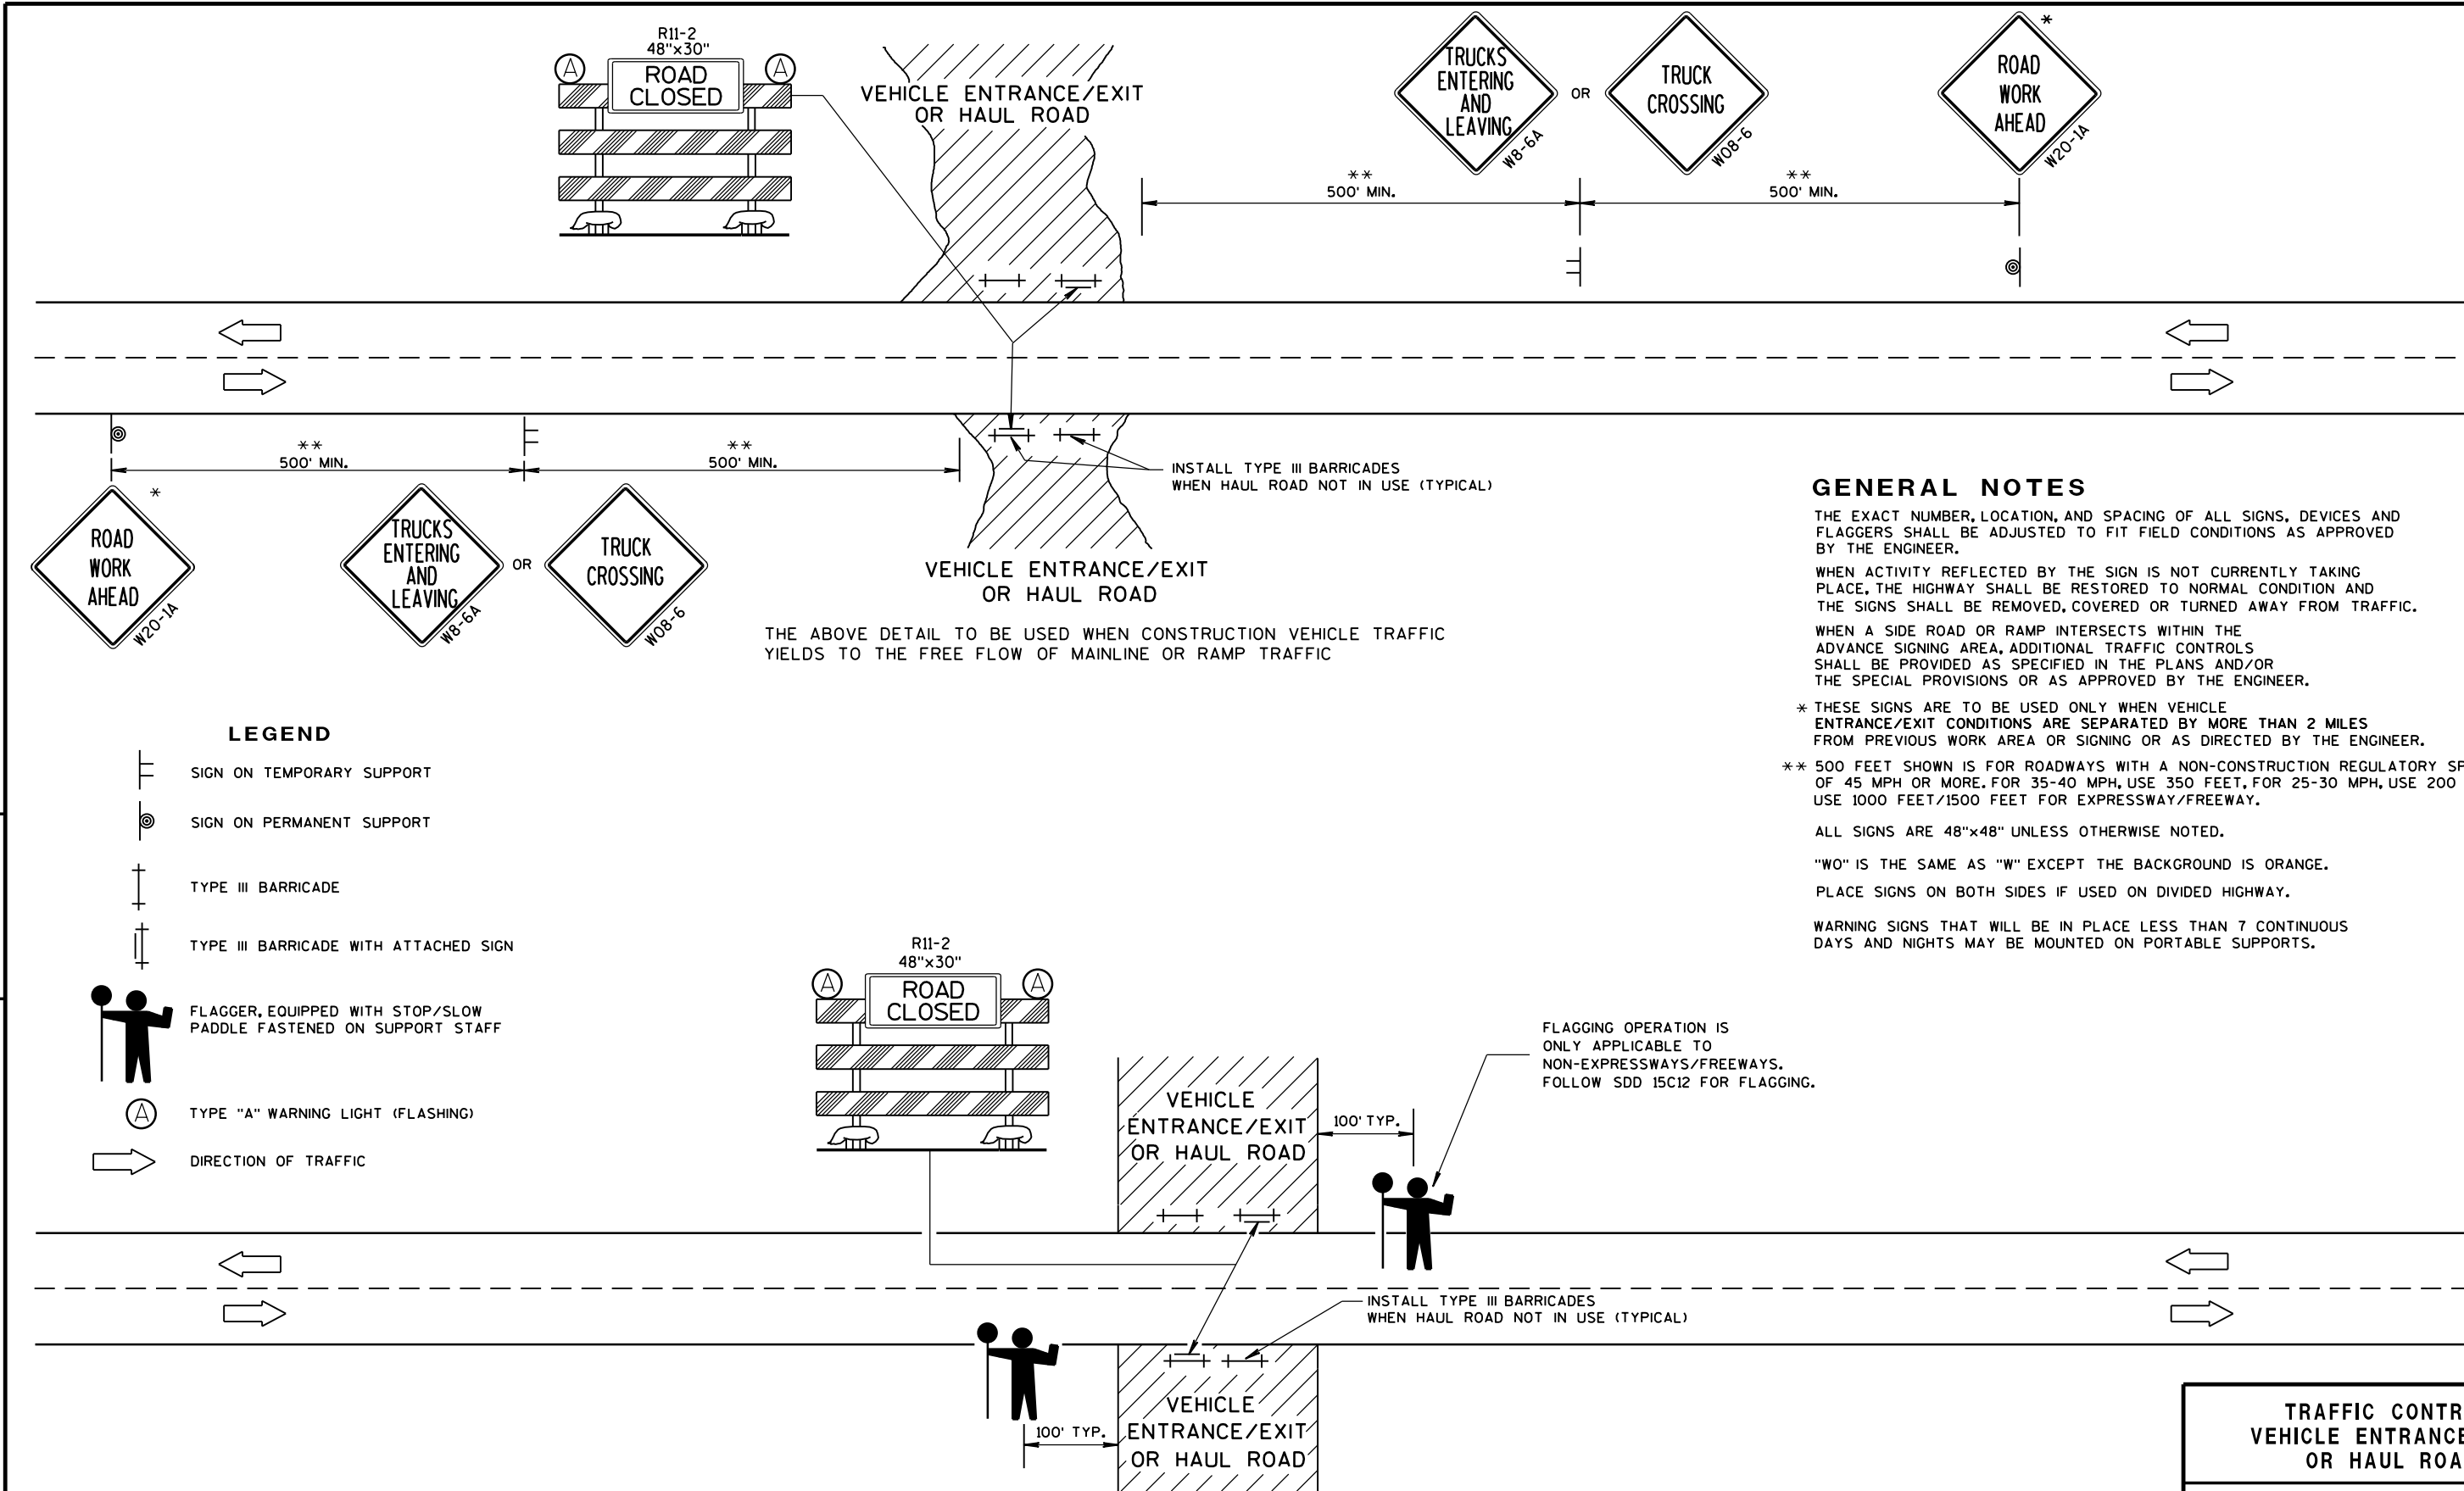 R11-2
48"x30"
A
ROAD
CLOSED
A
VEHICLE ENTRANCE/EXIT
OR HAUL ROAD
TRUCKS
ENTERING
AND
LEAVING
W8-6A
OR
TRUCK
CROSSING
WO8-6
*
ROAD
WORK
AHEAD
W20-1A
**
500' MIN.
**
500' MIN.
**
500' MIN.
**
500' MIN.
INSTALL TYPE III BARRICADES
WHEN HAUL ROAD NOT IN USE (TYPICAL)
*
ROAD
WORK
AHEAD
W20-1A
TRUCKS
ENTERING
AND
LEAVING
W8-6A
OR
TRUCK
CROSSING
WO8-6
VEHICLE ENTRANCE/EXIT
OR HAUL ROAD
THE ABOVE DETAIL TO BE USED WHEN CONSTRUCTION VEHICLE TRAFFIC
YIELDS TO THE FREE FLOW OF MAINLINE OR RAMP TRAFFIC
GENERAL NOTES
THE EXACT NUMBER, LOCATION, AND SPACING OF ALL SIGNS, DEVICES AND
FLAGGERS SHALL BE ADJUSTED TO FIT FIELD CONDITIONS AS APPROVED
BY THE ENGINEER.
WHEN ACTIVITY REFLECTED BY THE SIGN IS NOT CURRENTLY TAKING
PLACE, THE HIGHWAY SHALL BE RESTORED TO NORMAL CONDITION AND
THE SIGNS SHALL BE REMOVED, COVERED OR TURNED AWAY FROM TRAFFIC.
WHEN A SIDE ROAD OR RAMP INTERSECTS WITHIN THE
ADVANCE SIGNING AREA, ADDITIONAL TRAFFIC CONTROLS
SHALL BE PROVIDED AS SPECIFIED IN THE PLANS AND/OR
THE SPECIAL PROVISIONS OR AS APPROVED BY THE ENGINEER.
* THESE SIGNS ARE TO BE USED ONLY WHEN VEHICLE
ENTRANCE/EXIT CONDITIONS ARE SEPARATED BY MORE THAN 2 MILES
FROM PREVIOUS WORK AREA OR SIGNING OR AS DIRECTED BY THE ENGINEER.
** 500 FEET SHOWN IS FOR ROADWAYS WITH A NON-CONSTRUCTION REGULATORY SP
OF 45 MPH OR MORE. FOR 35-40 MPH, USE 350 FEET, FOR 25-30 MPH, USE 200
USE 1000 FEET/1500 FEET FOR EXPRESSWAY/FREEWAY.
ALL SIGNS ARE 48"x48" UNLESS OTHERWISE NOTED.
"WO" IS THE SAME AS "W" EXCEPT THE BACKGROUND IS ORANGE.
PLACE SIGNS ON BOTH SIDES IF USED ON DIVIDED HIGHWAY.
WARNING SIGNS THAT WILL BE IN PLACE LESS THAN 7 CONTINUOUS
DAYS AND NIGHTS MAY BE MOUNTED ON PORTABLE SUPPORTS.
LEGEND
SIGN ON TEMPORARY SUPPORT
SIGN ON PERMANENT SUPPORT
TYPE III BARRICADE
TYPE III BARRICADE WITH ATTACHED SIGN
FLAGGER, EQUIPPED WITH STOP/SLOW
PADDLE FASTENED ON SUPPORT STAFF
A TYPE "A" WARNING LIGHT (FLASHING)
DIRECTION OF TRAFFIC
R11-2
48"x30"
A
ROAD
CLOSED
A
VEHICLE
ENTRANCE/EXIT
OR HAUL ROAD
100' TYP.
FLAGGING OPERATION IS
ONLY APPLICABLE TO
NON-EXPRESSWAYS/FREEWAYS.
FOLLOW SDD 15C12 FOR FLAGGING.
INSTALL TYPE III BARRICADES
WHEN HAUL ROAD NOT IN USE (TYPICAL)
100' TYP.
VEHICLE
ENTRANCE/EXIT
OR HAUL ROAD
TRAFFIC CONTR
VEHICLE ENTRANCE
OR HAUL ROA